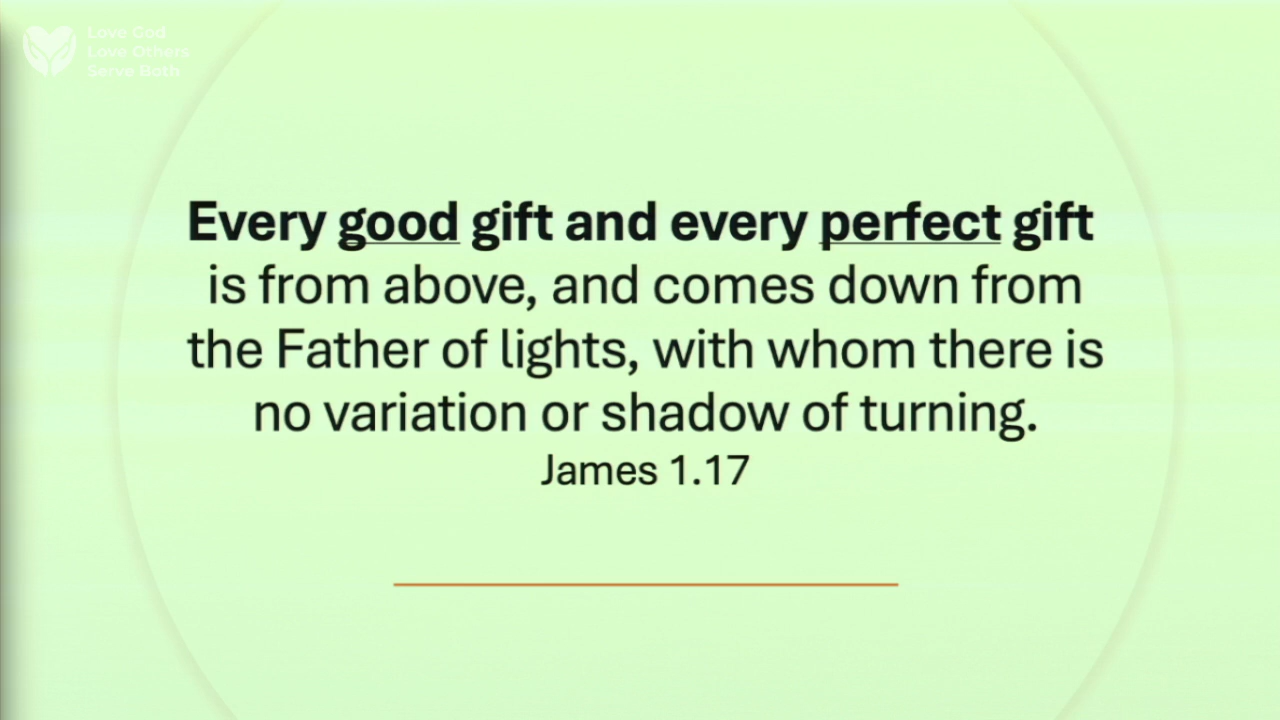 Love God
Love Others
Serve Both
Every good gift and every perfect gift
is from above, and comes down from
the Father of lights, with whom there is
no variation or shadow of turning.
James 1.17